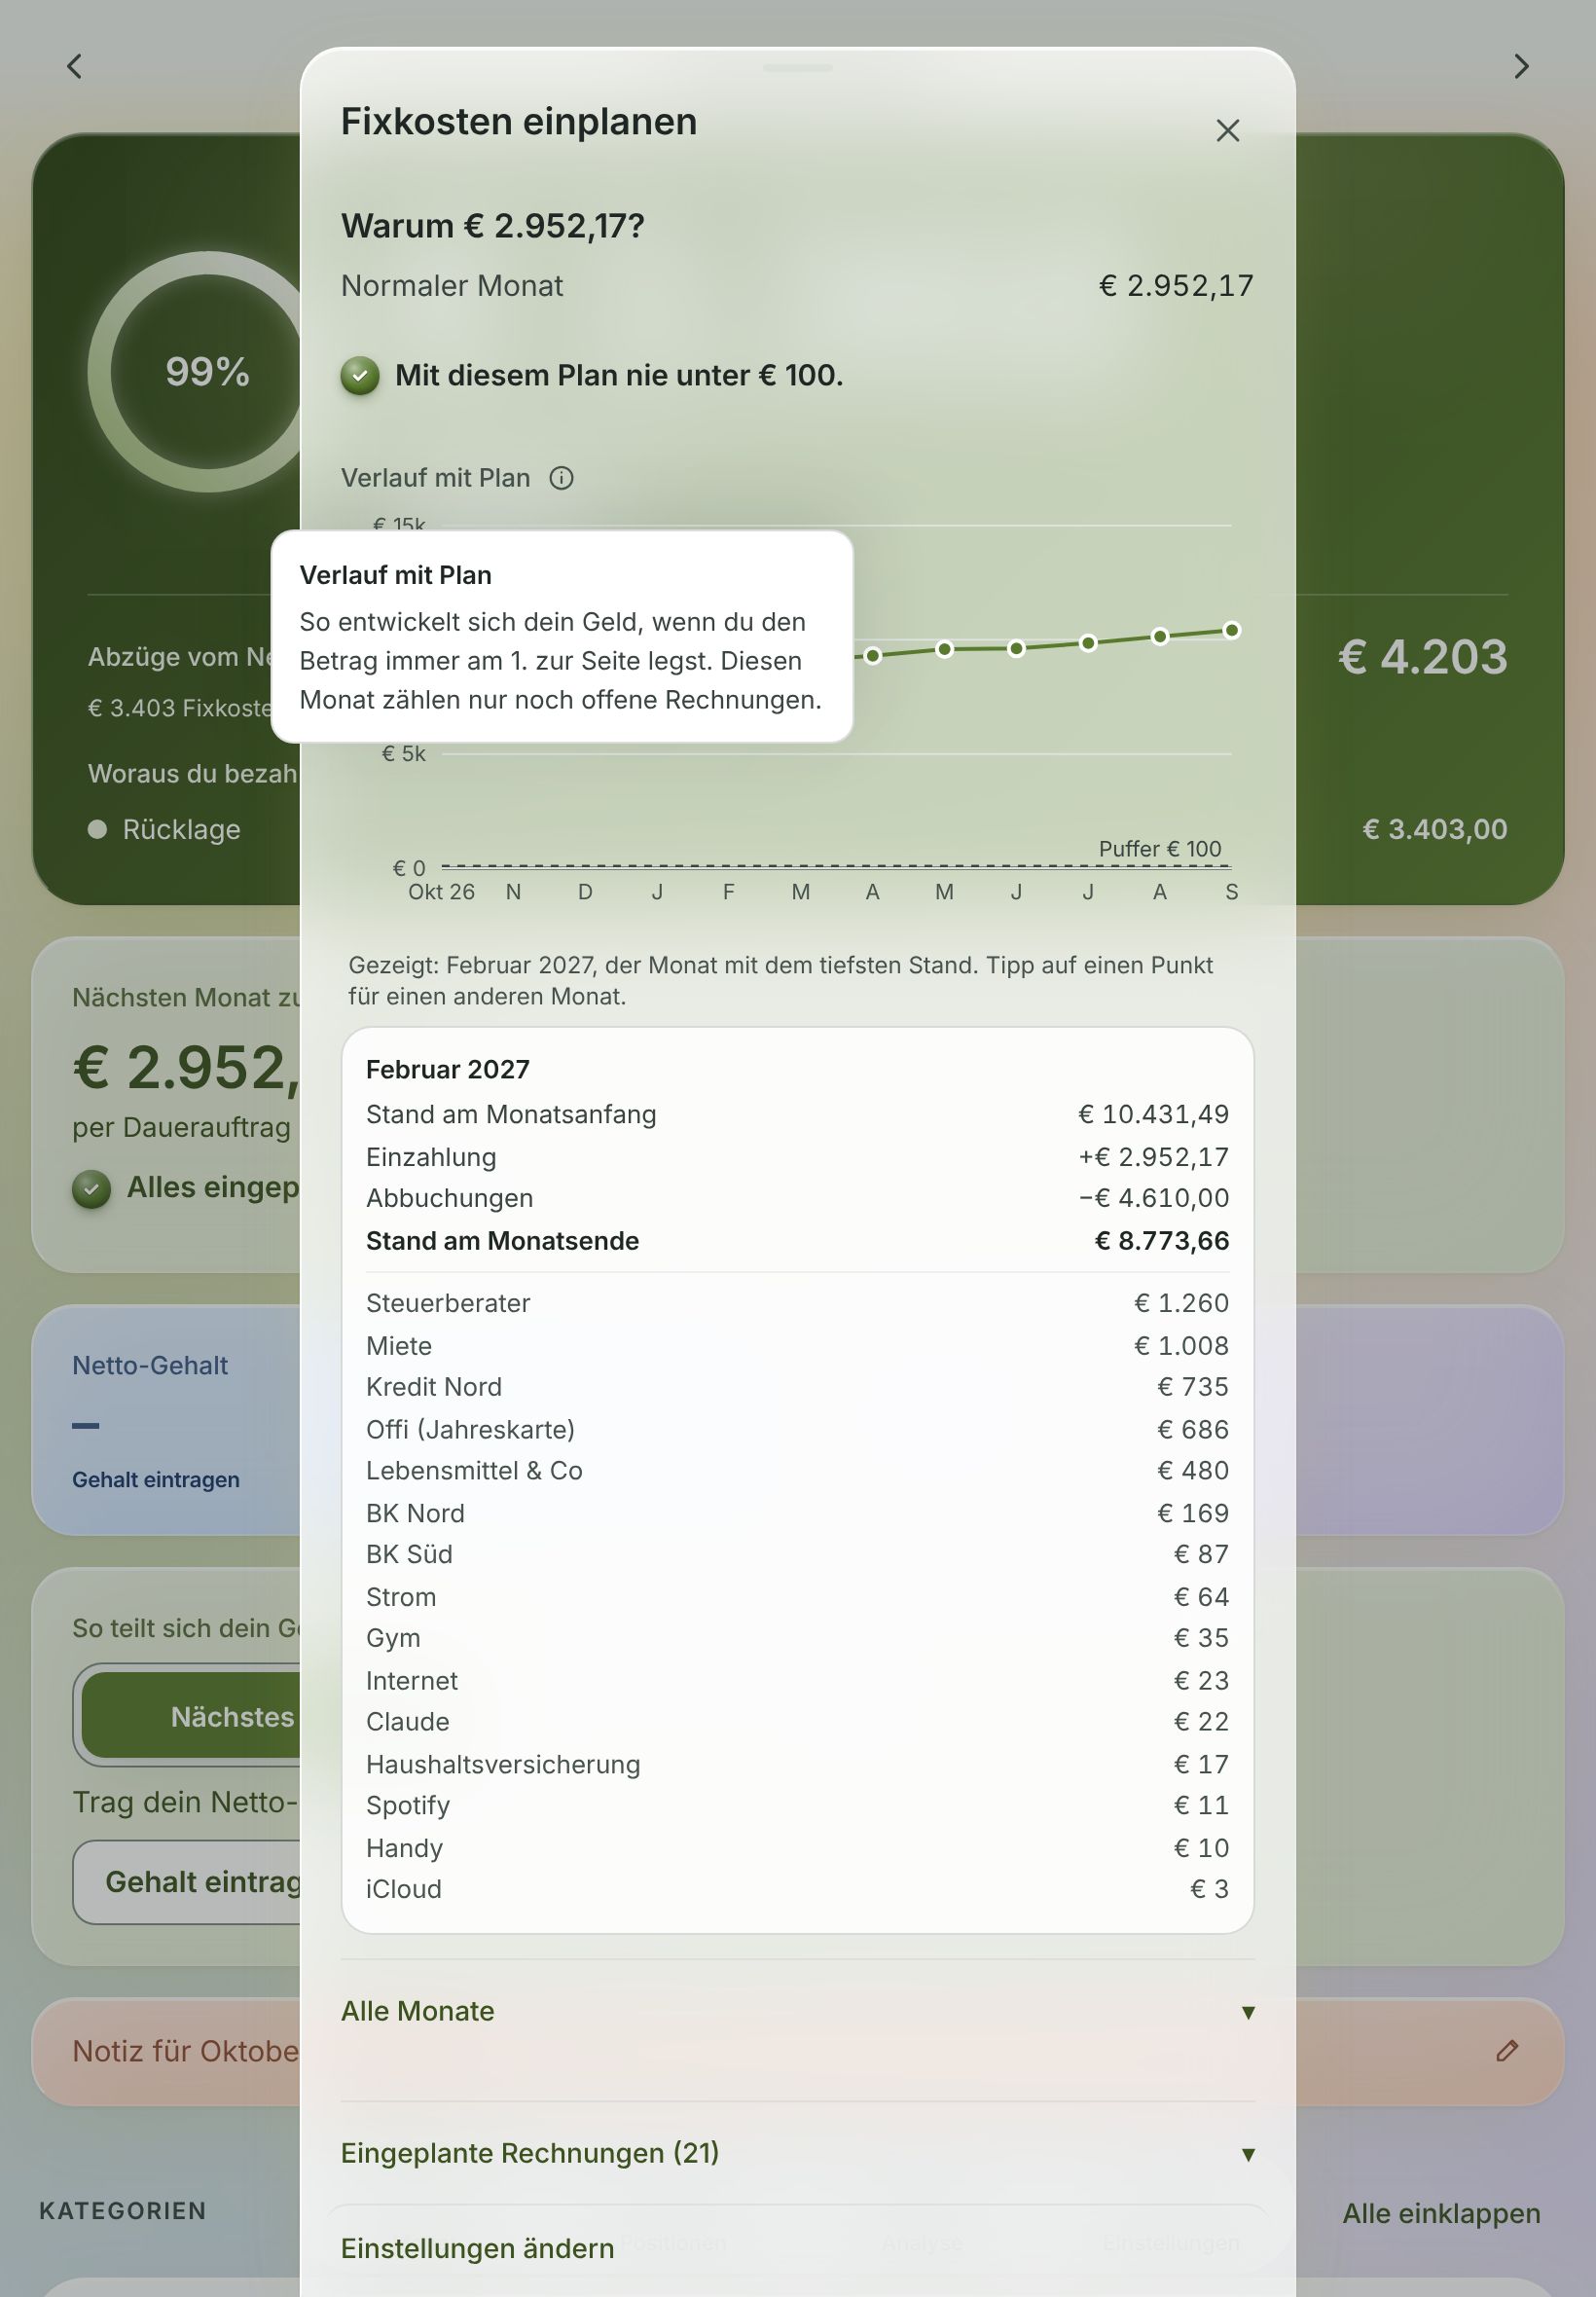 Fixkosten einplanen
Warum € 2.952,17?
Normaler Monat € 2.952,17
Mit diesem Plan nie unter € 100.
Verlauf mit Plan
€ 15k
Verlauf mit Plan
So entwickelt sich dein Geld, wenn du den
Betrag immer am 1. zur Seite legst. Diesen
Monat zählen nur noch offene Rechnungen.
€ 5k
Puffer € 100
€ 0
Okt 26 N D J F M A M J J A S
Gezeigt: Februar 2027, der Monat mit dem tiefsten Stand. Tipp auf einen Punkt
für einen anderen Monat.
Februar 2027
Stand am Monatsanfang € 10.431,49
Einzahlung +€ 2.952,17
Abbuchungen −€ 4.610,00
Stand am Monatsende € 8.773,66
Steuerberater € 1.260
Miete € 1.008
Kredit Nord € 735
Offi (Jahreskarte) € 686
Lebensmittel & Co € 480
BK Nord € 169
BK Süd € 87
Strom € 64
Gym € 35
Internet € 23
Claude € 22
Haushaltsversicherung € 17
Spotify € 11
Handy € 10
iCloud € 3
Alle Monate
Eingeplante Rechnungen (21)
Einstellungen ändern
Positionen Analyse Einstellungen
99%
Abzüge vom € 4.203
€ 3.403
Woraus du
Rücklage € 3.403,00
Nächsten Monat
€ 2.952,
per Dauerauftrag
Alles
Netto-Gehalt
–
Gehalt eintragen
So teilt sich dein
Nächstes
Trag dein Netto-
Gehalt
Notiz für
KATEGORIEN Alle einklappen